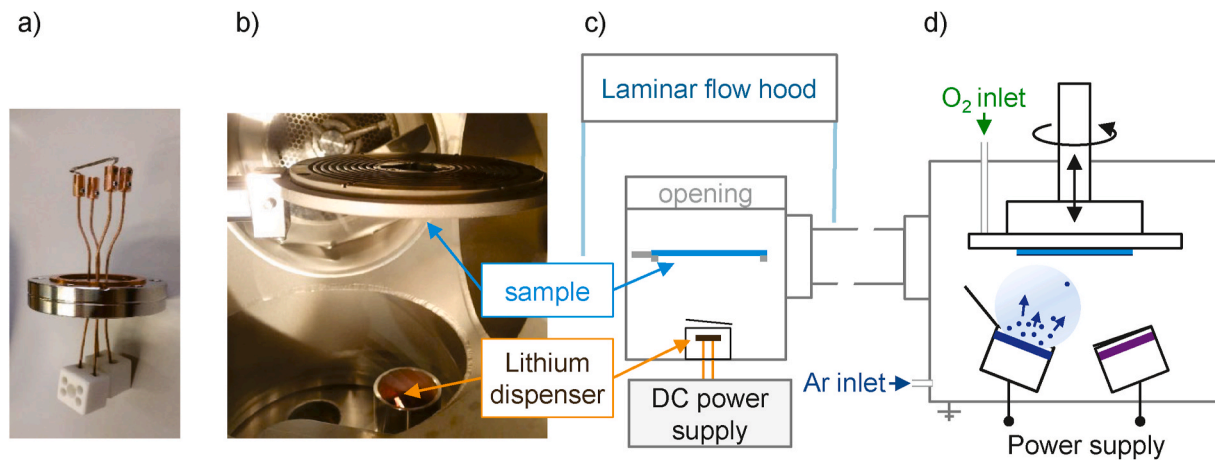 a)
b)
c)
d)
Laminar flow hood
O₂ inlet
opening
sample
Lithium
dispenser
Ar inlet
DC power
supply
Power supply